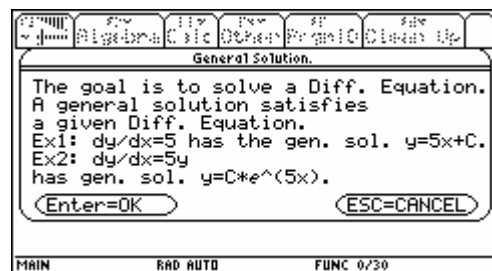 Algebra Calc Other PrgmIO Clean Up
General Solution.
The goal is to solve a Diff. Equation.
A general solution satisfies
a given Diff. Equation.
Ex1: dy/dx=5 has the gen. sol. y=5x+C.
Ex2: dy/dx=5y
has gen. sol. y=C*e^(5x).
Enter=OK ESC=CANCEL
MAIN RAD AUTO FUNC 0/30